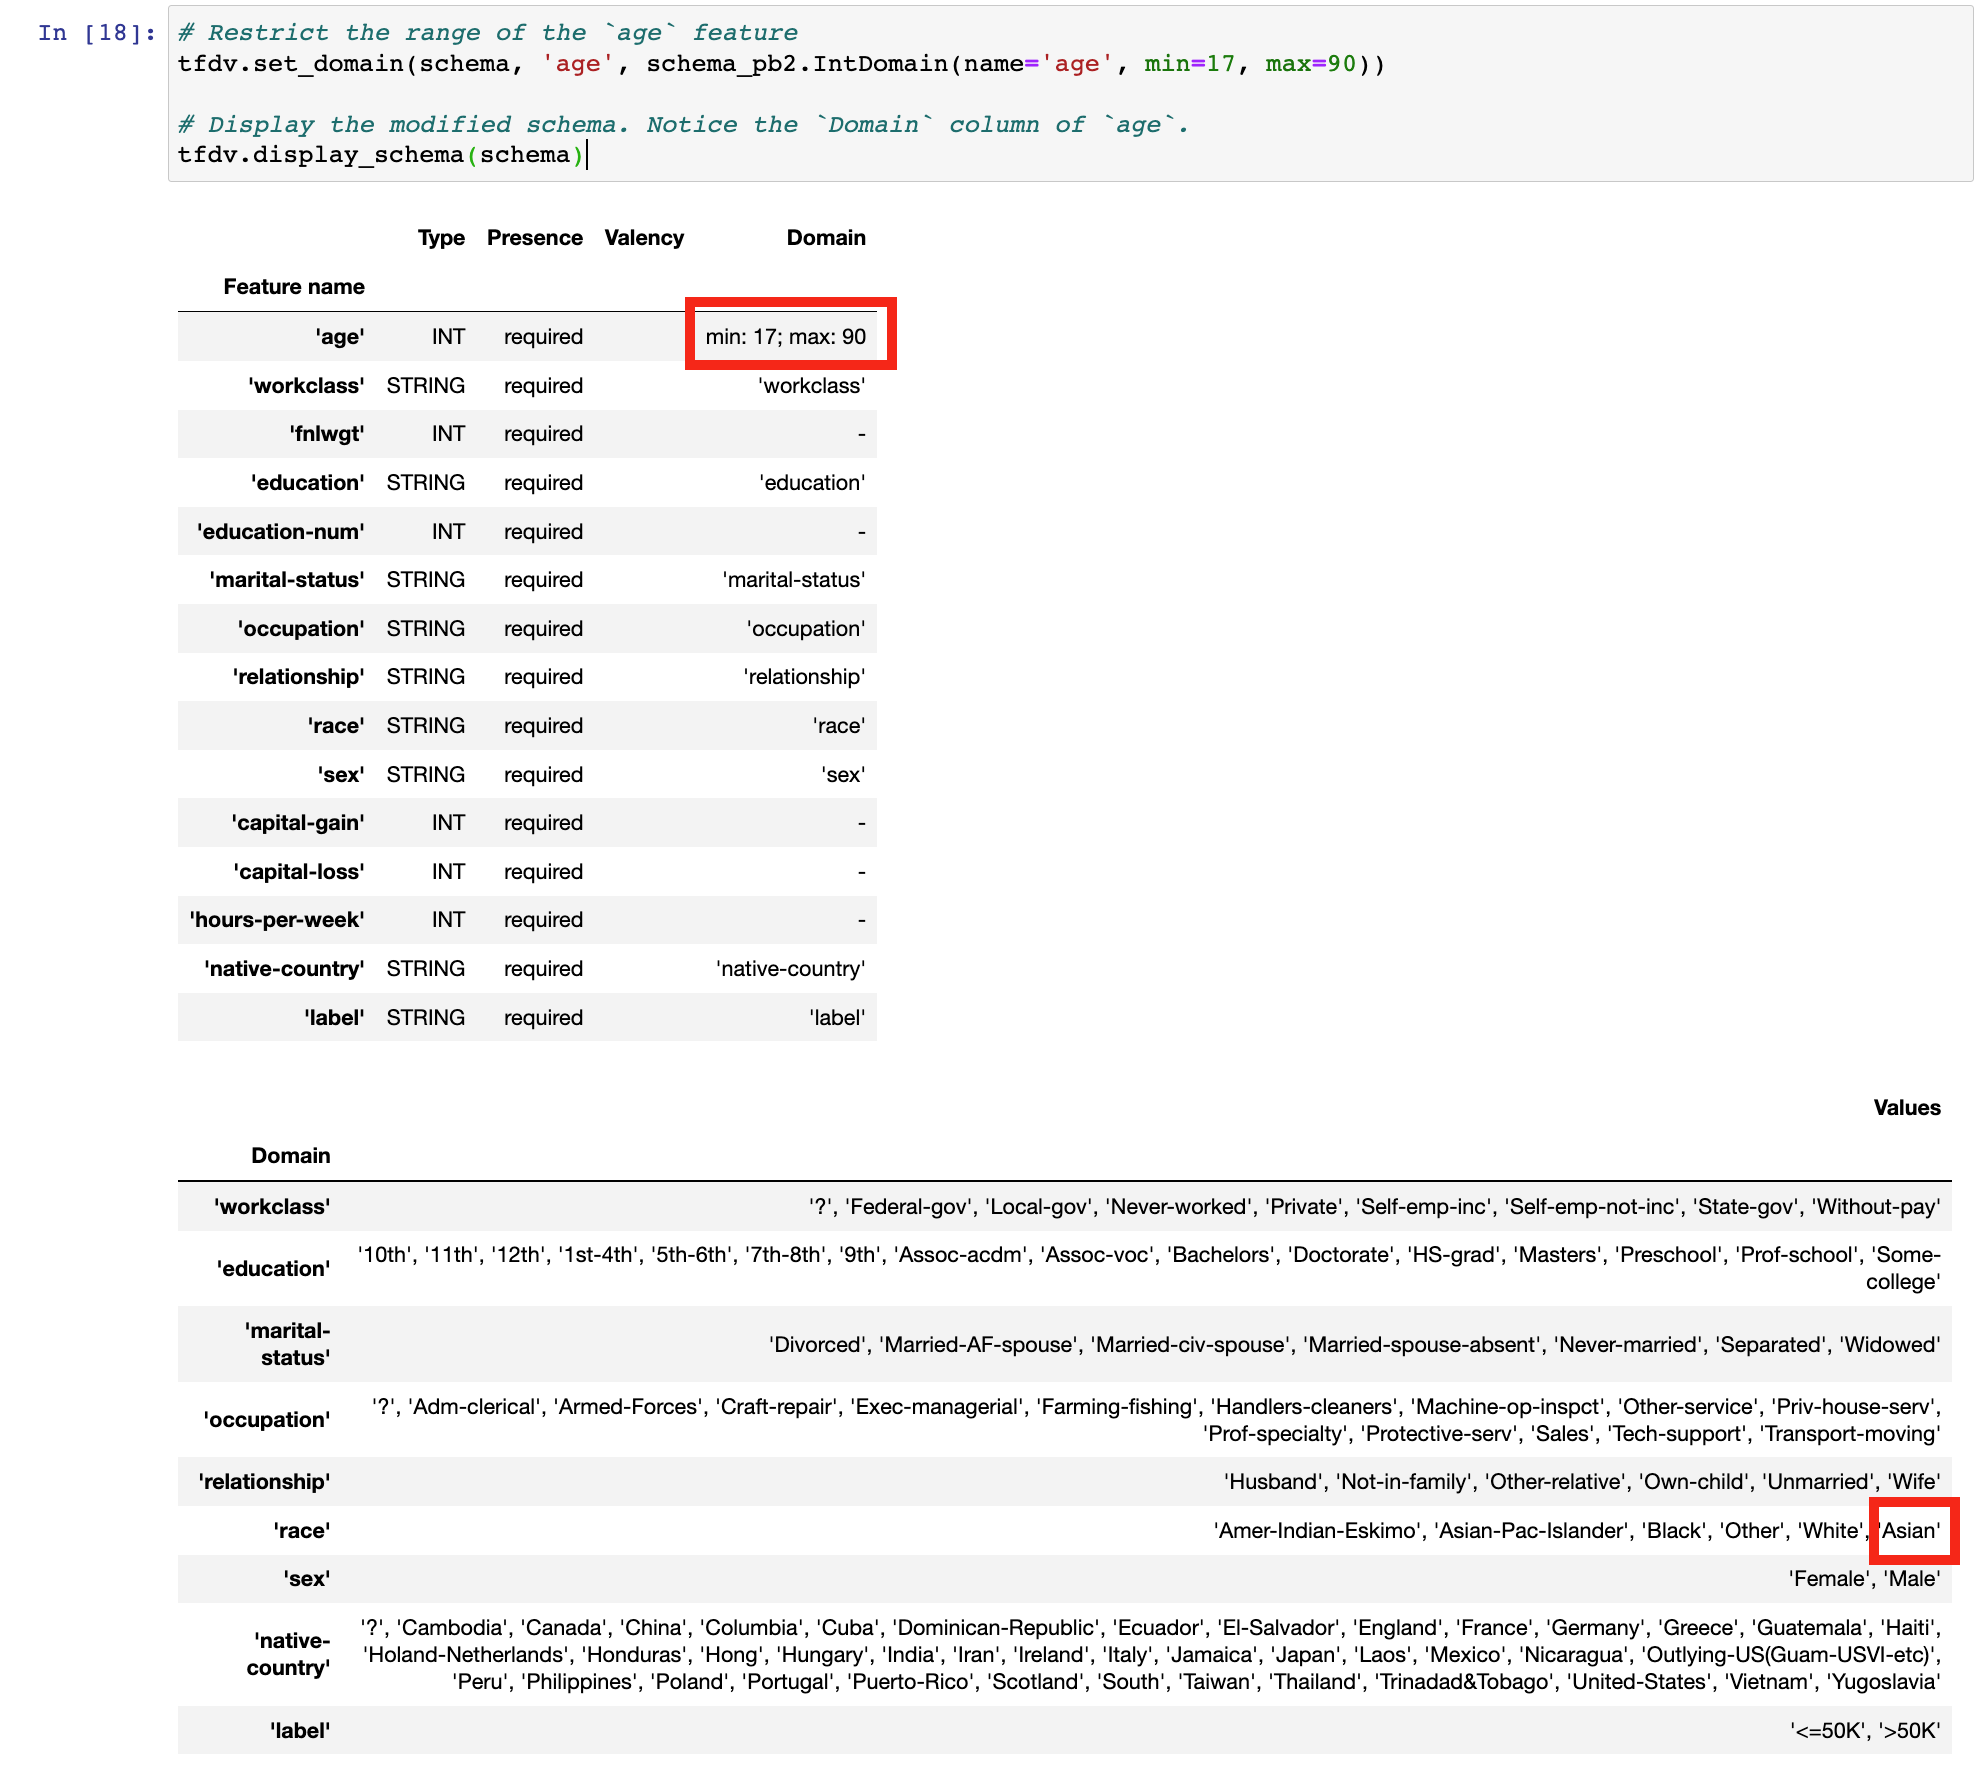 In [18]:
# Restrict the range of the `age` feature
tfdv.set_domain(schema, 'age', schema_pb2.IntDomain(name='age', min=17, max=90))
# Display the modified schema. Notice the `Domain` column of `age`.
tfdv.display_schema(schema)
Type Presence Valency Domain
Feature name
'age' INT required min: 17; max: 90
'workclass' STRING required 'workclass'
'fnlwgt' INT required -
'education' STRING required 'education'
'education-num' INT required -
'marital-status' STRING required 'marital-status'
'occupation' STRING required 'occupation'
'relationship' STRING required 'relationship'
'race' STRING required 'race'
'sex' STRING required 'sex'
'capital-gain' INT required -
'capital-loss' INT required -
'hours-per-week' INT required -
'native-country' STRING required 'native-country'
'label' STRING required 'label'
Values
Domain
'workclass' '?', 'Federal-gov', 'Local-gov', 'Never-worked', 'Private', 'Self-emp-inc', 'Self-emp-not-inc', 'State-gov', 'Without-pay'
'education' '10th', '11th', '12th', '1st-4th', '5th-6th', '7th-8th', '9th', 'Assoc-acdm', 'Assoc-voc', 'Bachelors', 'Doctorate', 'HS-grad', 'Masters', 'Preschool', 'Prof-school', 'Some-
college'
'marital-
status' 'Divorced', 'Married-AF-spouse', 'Married-civ-spouse', 'Married-spouse-absent', 'Never-married', 'Separated', 'Widowed'
'occupation' '?', 'Adm-clerical', 'Armed-Forces', 'Craft-repair', 'Exec-managerial', 'Farming-fishing', 'Handlers-cleaners', 'Machine-op-inspct', 'Other-service', 'Priv-house-serv',
'Prof-specialty', 'Protective-serv', 'Sales', 'Tech-support', 'Transport-moving'
'relationship' 'Husband', 'Not-in-family', 'Other-relative', 'Own-child', 'Unmarried', 'Wife'
'race' 'Amer-Indian-Eskimo', 'Asian-Pac-Islander', 'Black', 'Other', 'White', 'Asian'
'sex' 'Female', 'Male'
'native-
country' '?', 'Cambodia', 'Canada', 'China', 'Columbia', 'Cuba', 'Dominican-Republic', 'Ecuador', 'El-Salvador', 'England', 'France', 'Germany', 'Greece', 'Guatemala', 'Haiti',
'Holand-Netherlands', 'Honduras', 'Hong', 'Hungary', 'India', 'Iran', 'Ireland', 'Italy', 'Jamaica', 'Japan', 'Laos', 'Mexico', 'Nicaragua', 'Outlying-US(Guam-USVI-etc)',
'Peru', 'Philippines', 'Poland', 'Portugal', 'Puerto-Rico', 'Scotland', 'South', 'Taiwan', 'Thailand', 'Trinadad&Tobago', 'United-States', 'Vietnam', 'Yugoslavia'
'label' '<=50K', '>50K'